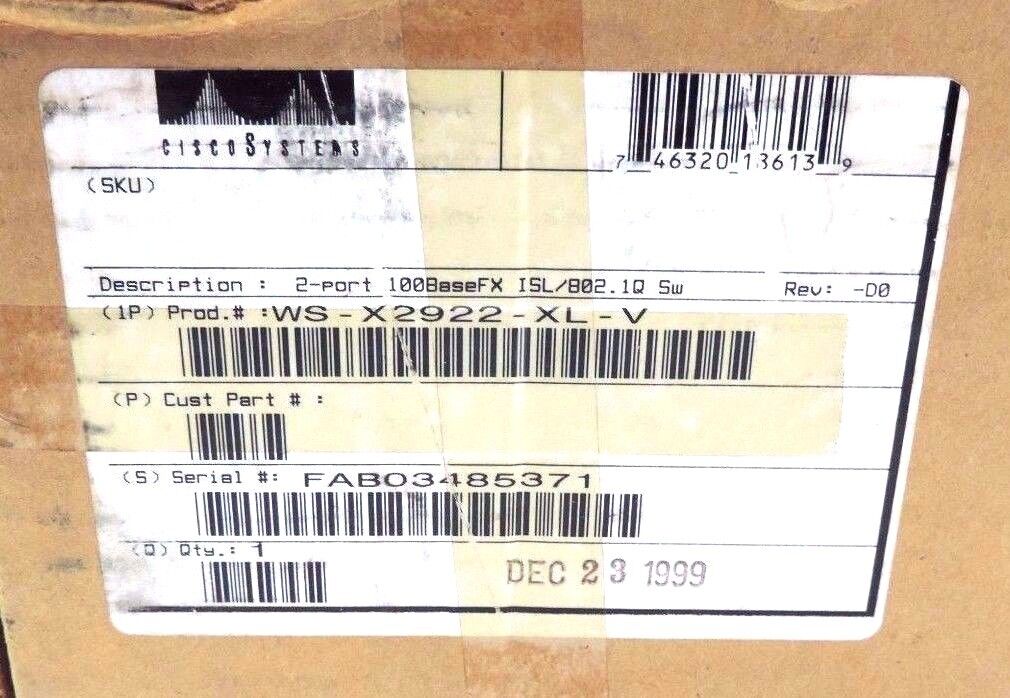 CISCO SYSTEMS
7 46320 13613 9
(SKU)
Description : 2-port 100BaseFX ISL/802.1Q Sw Rev: -D0
(1P) Prod.# :WS-X2922-XL-V
(P) Cust Part # :
(S) Serial #: FAB03485371
(Q) Qty.: 1
DEC 23 1999